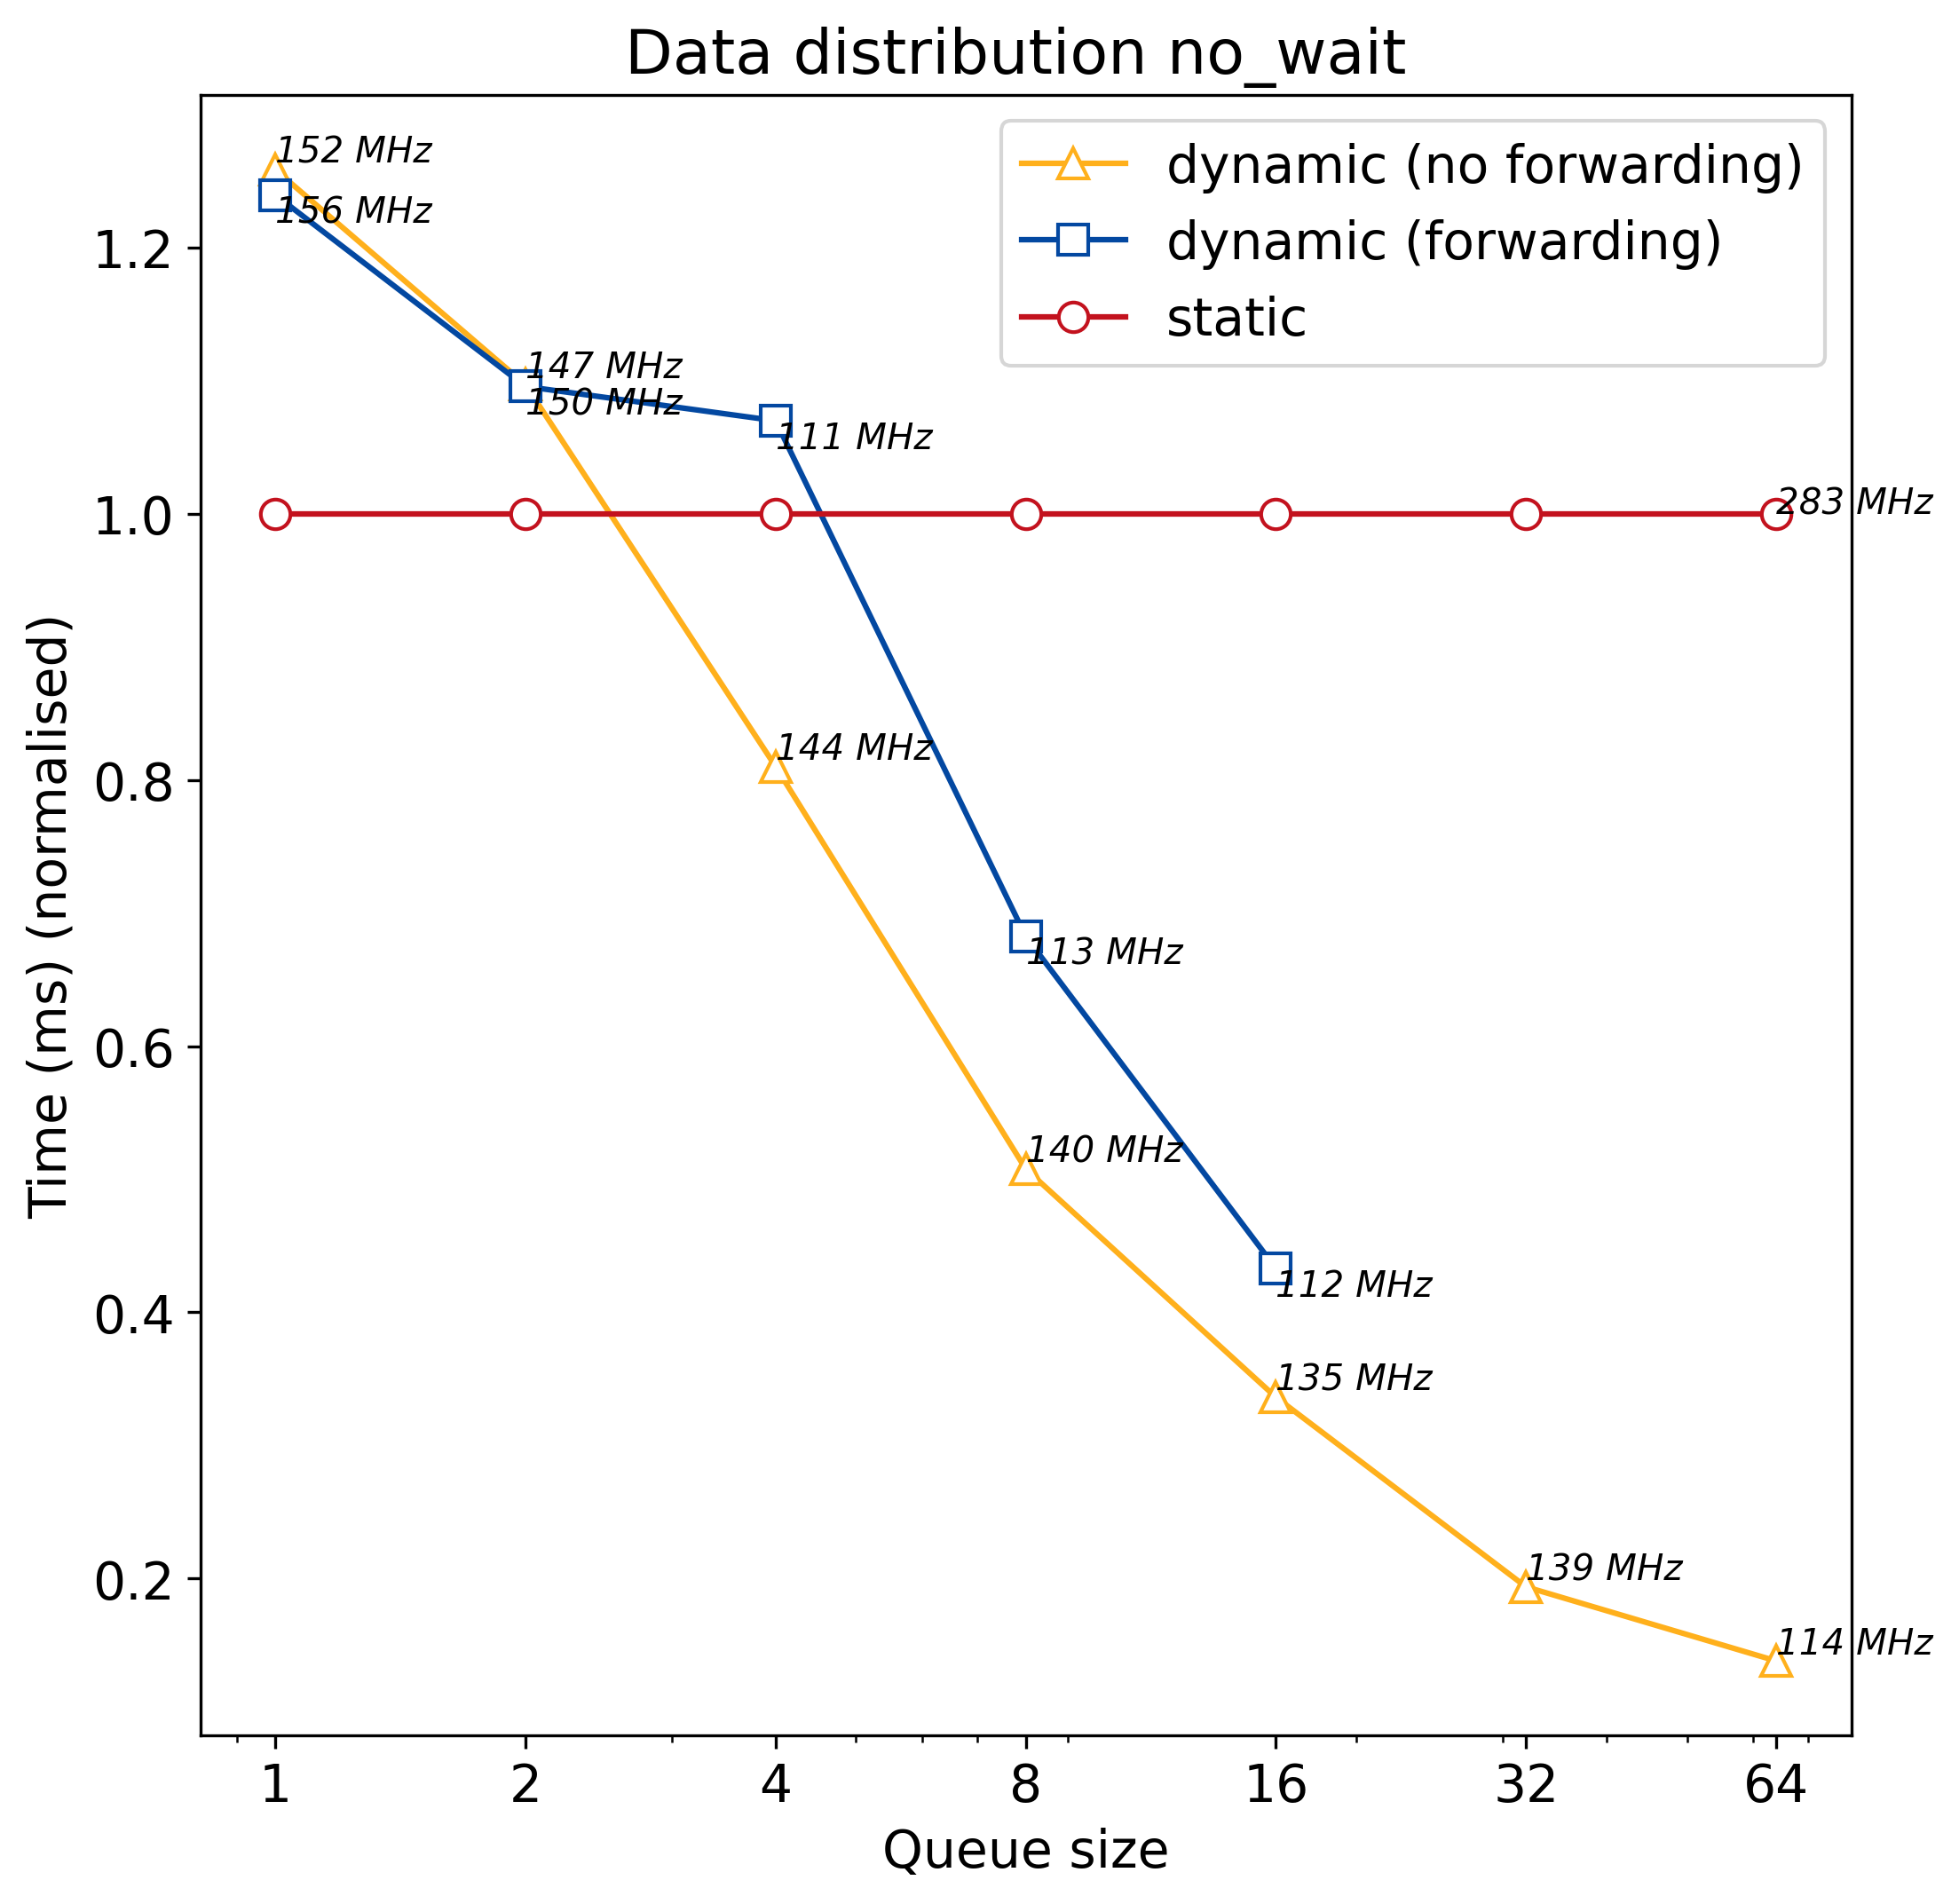 Data distribution no_wait
dynamic (no forwarding)
dynamic (forwarding)
static
152 MHz
156 MHz
147 MHz
150 MHz
111 MHz
283 MHz
144 MHz
113 MHz
140 MHz
112 MHz
135 MHz
139 MHz
114 MHz
Time (ms) (normalised)
1.2
1.0
0.8
0.6
0.4
0.2
1 2 4 8 16 32 64
Queue size